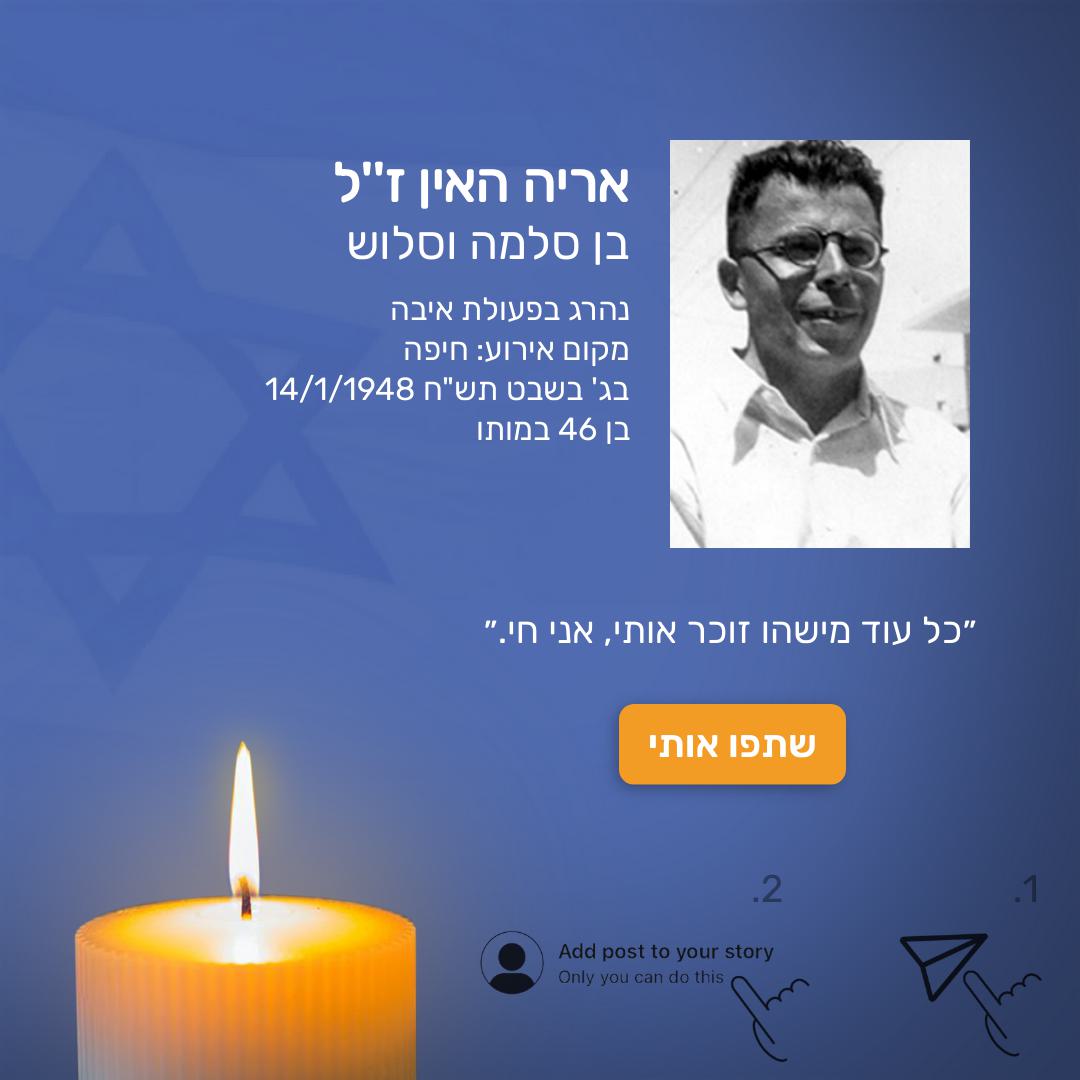 אריה האין ז"ל
בן סלמה וסלוש
נהרג בפעולת איבה
מקום אירוע: חיפה
בג' בשבט תש"ח 14/1/1948
בן 46 במותו
״כל עוד מישהו זוכר אותי, אני חי.״
שתפו אותי
.1
.2
Add post to your story
Only you can do this